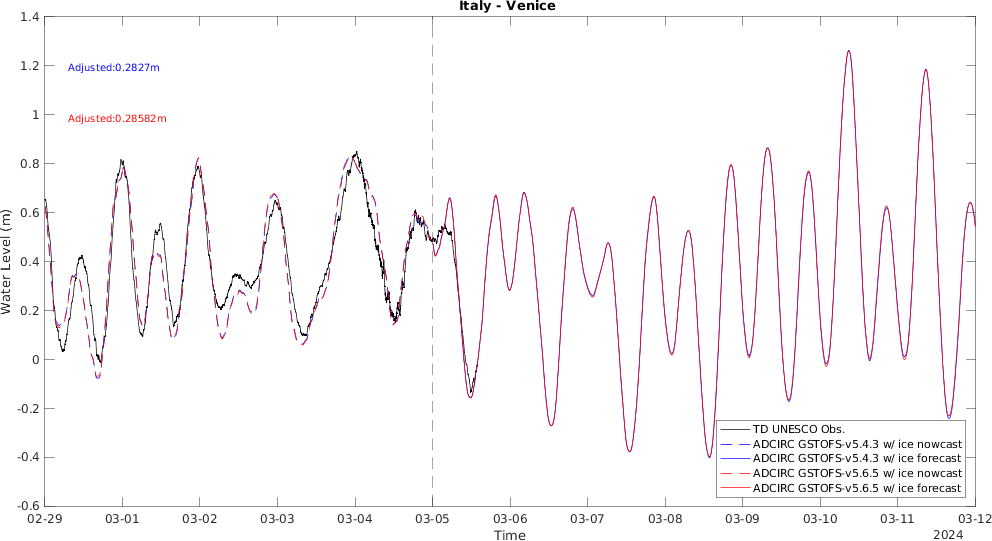 Italy - Venice
1.4
1.2
1
0.8
0.6
0.4
0.2
0
-0.2
-0.4
-0.6
Water Level (m)
Adjusted:0.2827m
Adjusted:0.28582m
TD UNESCO Obs.
ADCIRC GSTOFS-v5.4.3 w/ ice nowcast
ADCIRC GSTOFS-v5.4.3 w/ ice forecast
ADCIRC GSTOFS-v5.6.5 w/ ice nowcast
ADCIRC GSTOFS-v5.6.5 w/ ice forecast
02-29 03-01 03-02 03-03 03-04 03-05 03-06 03-07 03-08 03-09 03-10 03-11 03-12
Time
2024